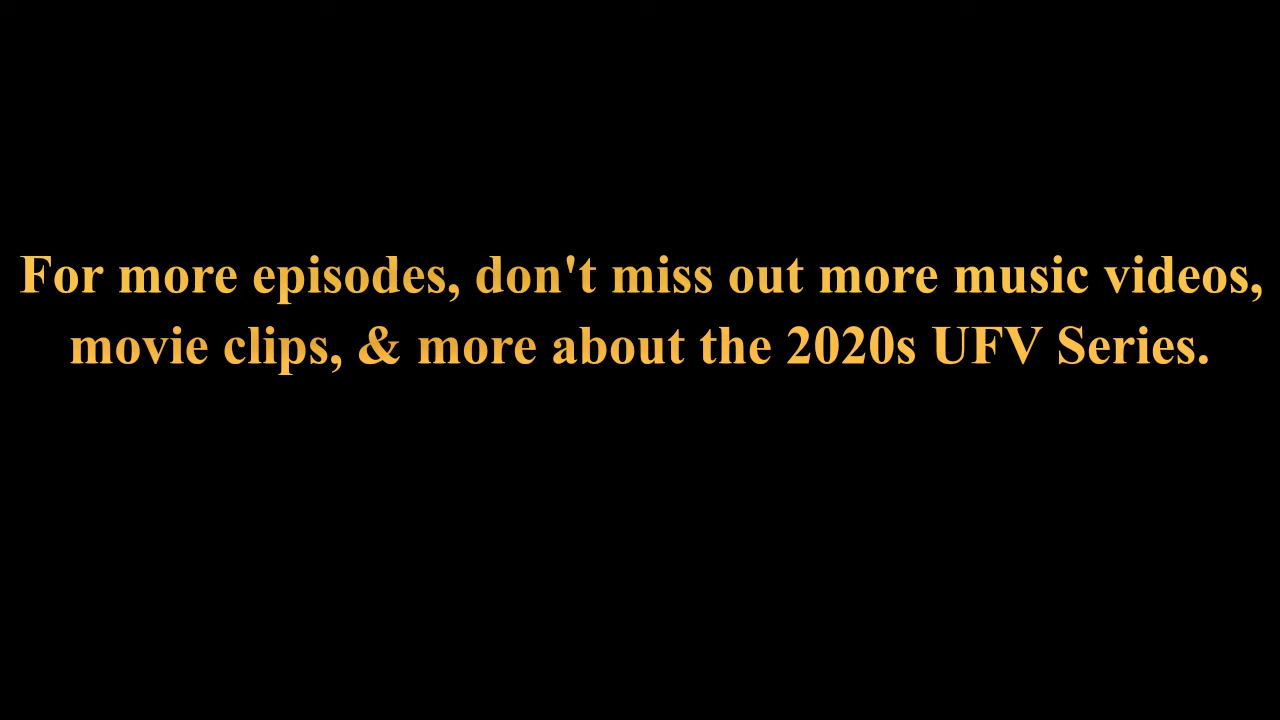 For more episodes, don't miss out more music videos,
movie clips, & more about the 2020s UFV Series.